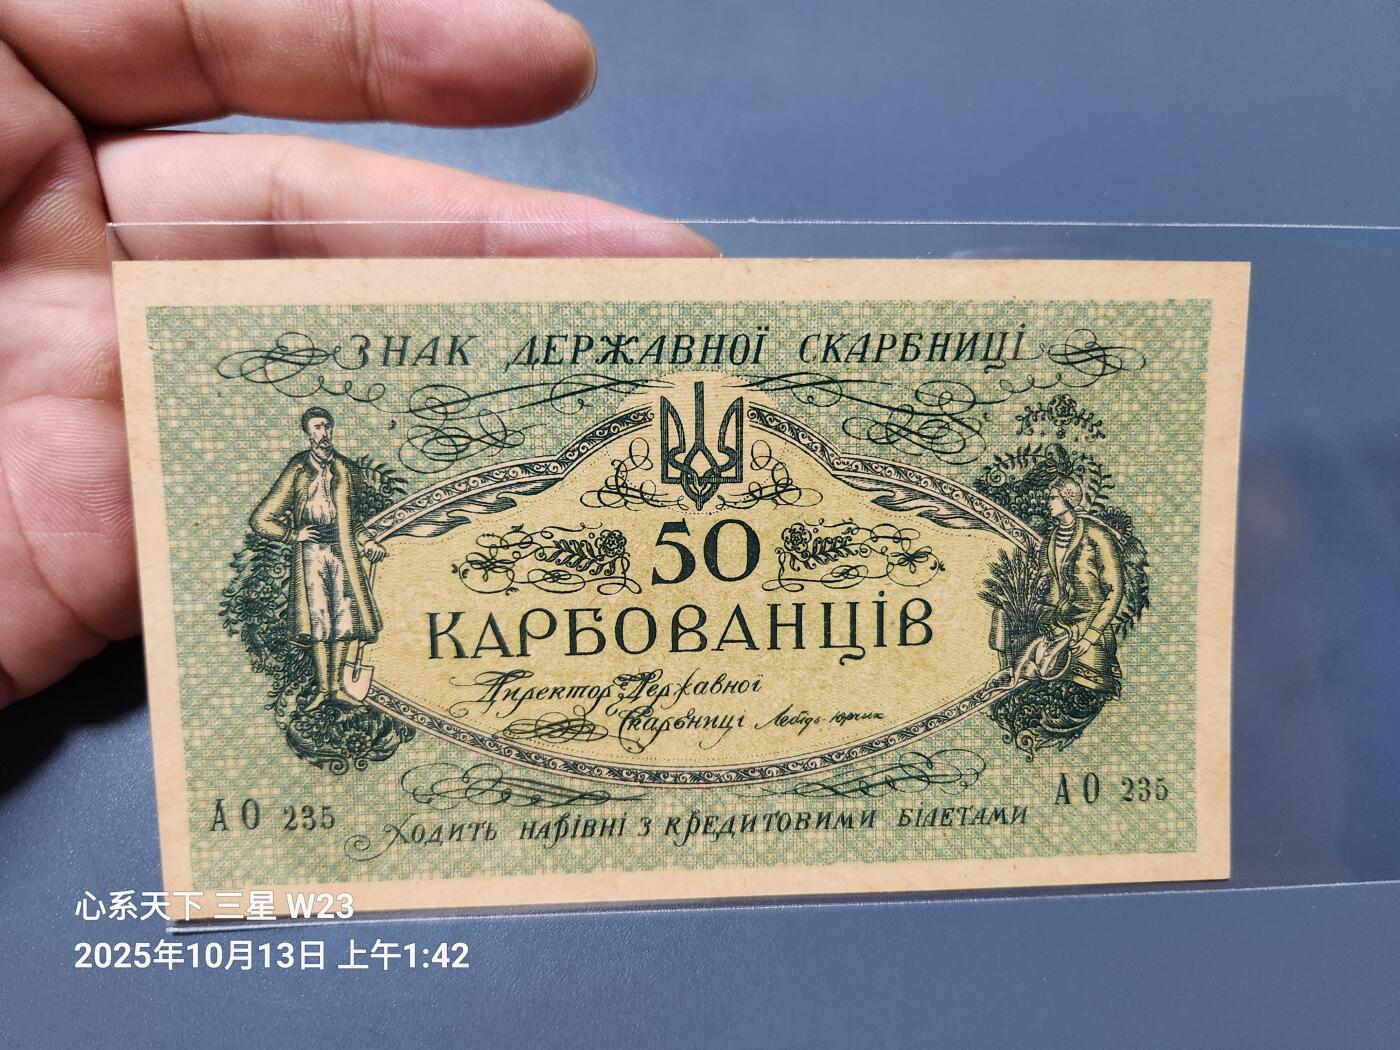 ЗНАК ДЕРЖАВНОЇ СКАРБНИЦІ
50
КАРБОВАНЦІВ
Директор Державної
Скарбниці Лебідь-Юрчик
АО 235
АО 235
Ходить нарівні з кредитовими білетами
心系天下 三星 W23
2025年10月13日 上午1:42